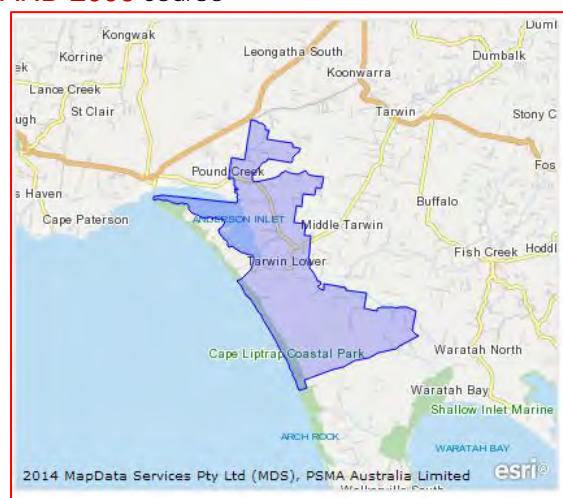 Kongwak
Korrine
Leongatha South
Dumbalk
Koonwarra
Lance Creek
St Clair
Tarwin
Stony C
Pound Creek
Fos
s Haven
Buffalo
Cape Paterson
ANDERSON INLET
Middle Tarwin
Fish Creek
Hoddl
Tarwin Lower
Cape Liptrap Coastal Park
Waratah North
Waratah Bay
Shallow Inlet Marine
ARCH ROCK
WARATAH BAY
2014 MapData Services Pty Ltd (MDS), PSMA Australia Limited
esri